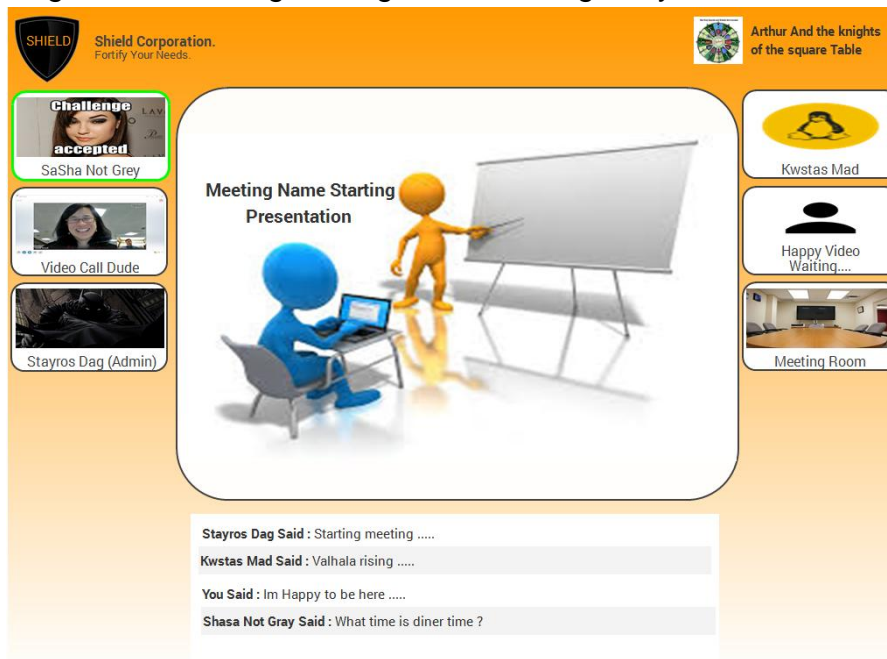 SHIELD
Shield Corporation.
Fortify Your Needs.
Arthur And the knights
of the square Table
Challenge
accepted
SaSha Not Grey
Video Call Dude
Stayros Dag (Admin)
Meeting Name Starting
Presentation
Kwstas Mad
Happy Video
Waiting....
Meeting Room
Stayros Dag Said : Starting meeting .....
Kwstas Mad Said : Valhala rising .....
You Said : Im Happy to be here .....
Shasa Not Gray Said : What time is diner time ?